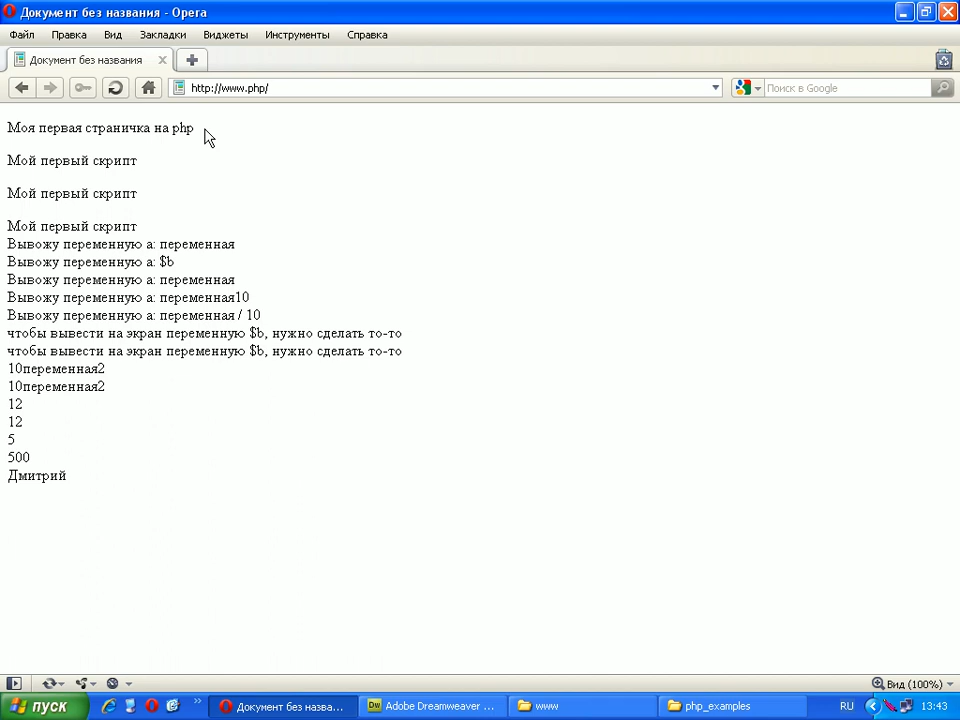 Документ без названия - Opera
Файл Правка Вид Закладки Виджеты Инструменты Справка
Документ без названия
http://www.php/ Поиск в Google
Моя первая страничка на php
Мой первый скрипт
Мой первый скрипт
Мой первый скрипт
Вывожу переменную a: переменная
Вывожу переменную a: $b
Вывожу переменную a: переменная
Вывожу переменную a: переменная10
Вывожу переменную a: переменная / 10
чтобы вывести на экран переменную $b, нужно сделать то-то
чтобы вывести на экран переменную $b, нужно сделать то-то
10переменная2
10переменная2
12
12
5
500
Дмитрий
Вид (100%)
пуск » Документ без назва... Dw Adobe Dreamweaver ... www php_examples RU 13:43